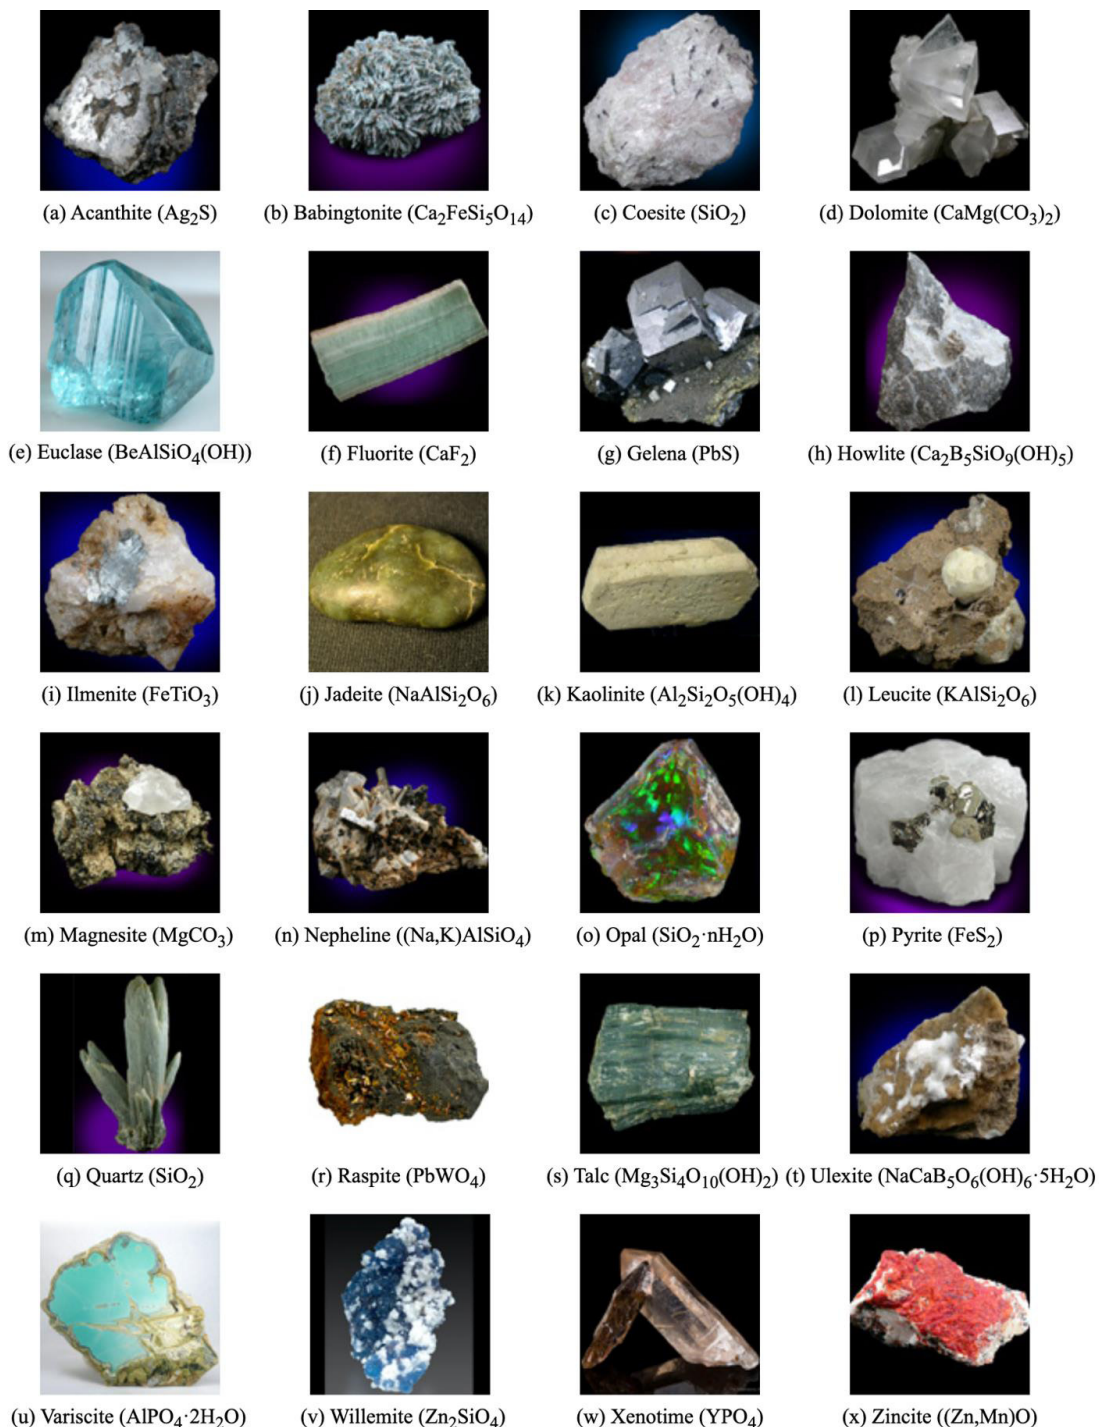 (a) Acanthite (Ag₂S)
(b) Babingtonite (Ca₂FeSi₅O₁₄)
(c) Coesite (SiO₂)
(d) Dolomite (CaMg(CO₃)₂)
(e) Euclase (BeAlSiO₄(OH))
(f) Fluorite (CaF₂)
(g) Gelena (PbS)
(h) Howlite (Ca₂B₅SiO₉(OH)₅)
(i) Ilmenite (FeTiO₃)
(j) Jadeite (NaAlSi₂O₆)
(k) Kaolinite (Al₂Si₂O₅(OH)₄)
(l) Leucite (KAlSi₂O₆)
(m) Magnesite (MgCO₃)
(n) Nepheline ((Na,K)AlSiO₄)
(o) Opal (SiO₂·nH₂O)
(p) Pyrite (FeS₂)
(q) Quartz (SiO₂)
(r) Raspite (PbWO₄)
(s) Talc (Mg₃Si₄O₁₀(OH)₂)
(t) Ulexite (NaCaB₅O₆(OH)₆·5H₂O)
(u) Variscite (AlPO₄·2H₂O)
(v) Willemite (Zn₂SiO₄)
(w) Xenotime (YPO₄)
(x) Zincite ((Zn,Mn)O)